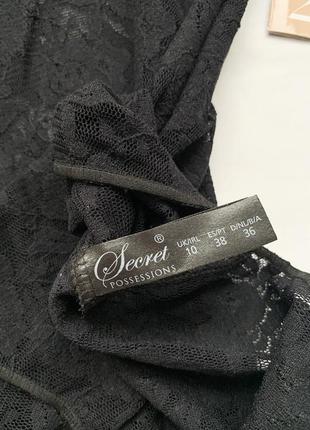 Secret®
POSSESSIONS
UK/IRL
10
ES/PT
38
D/NL/B/A
36